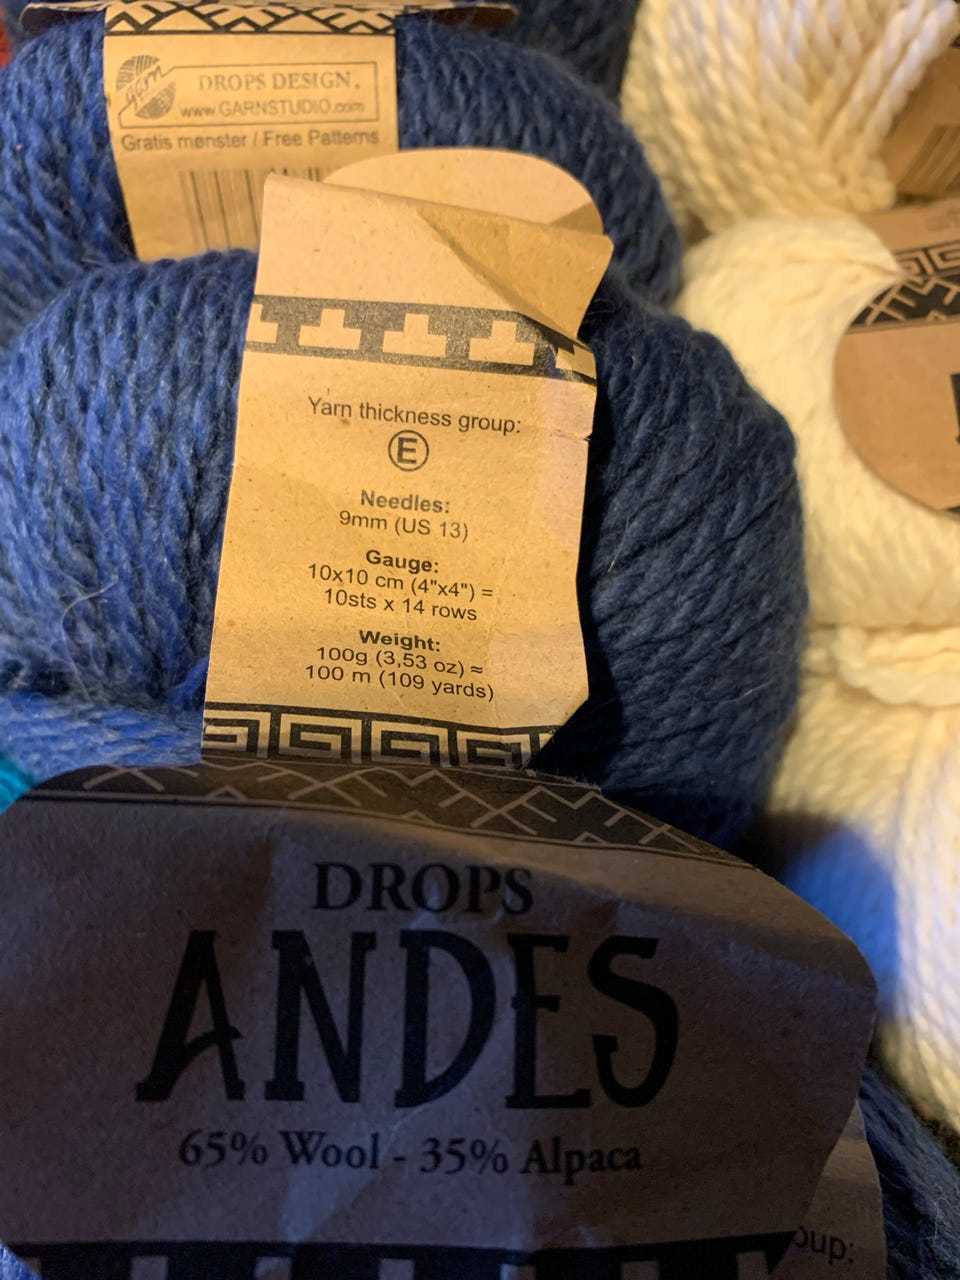 garn
DROPS DESIGN.
www.GARNSTUDIO.com
Gratis mønster / Free Patterns
Yarn thickness group:
E
Needles:
9mm (US 13)
Gauge:
10x10 cm (4"x4") =
10sts x 14 rows
Weight:
100g (3,53 oz) ≈
100 m (109 yards)
DROPS
ANDES
65% Wool - 35% Alpaca
oup: